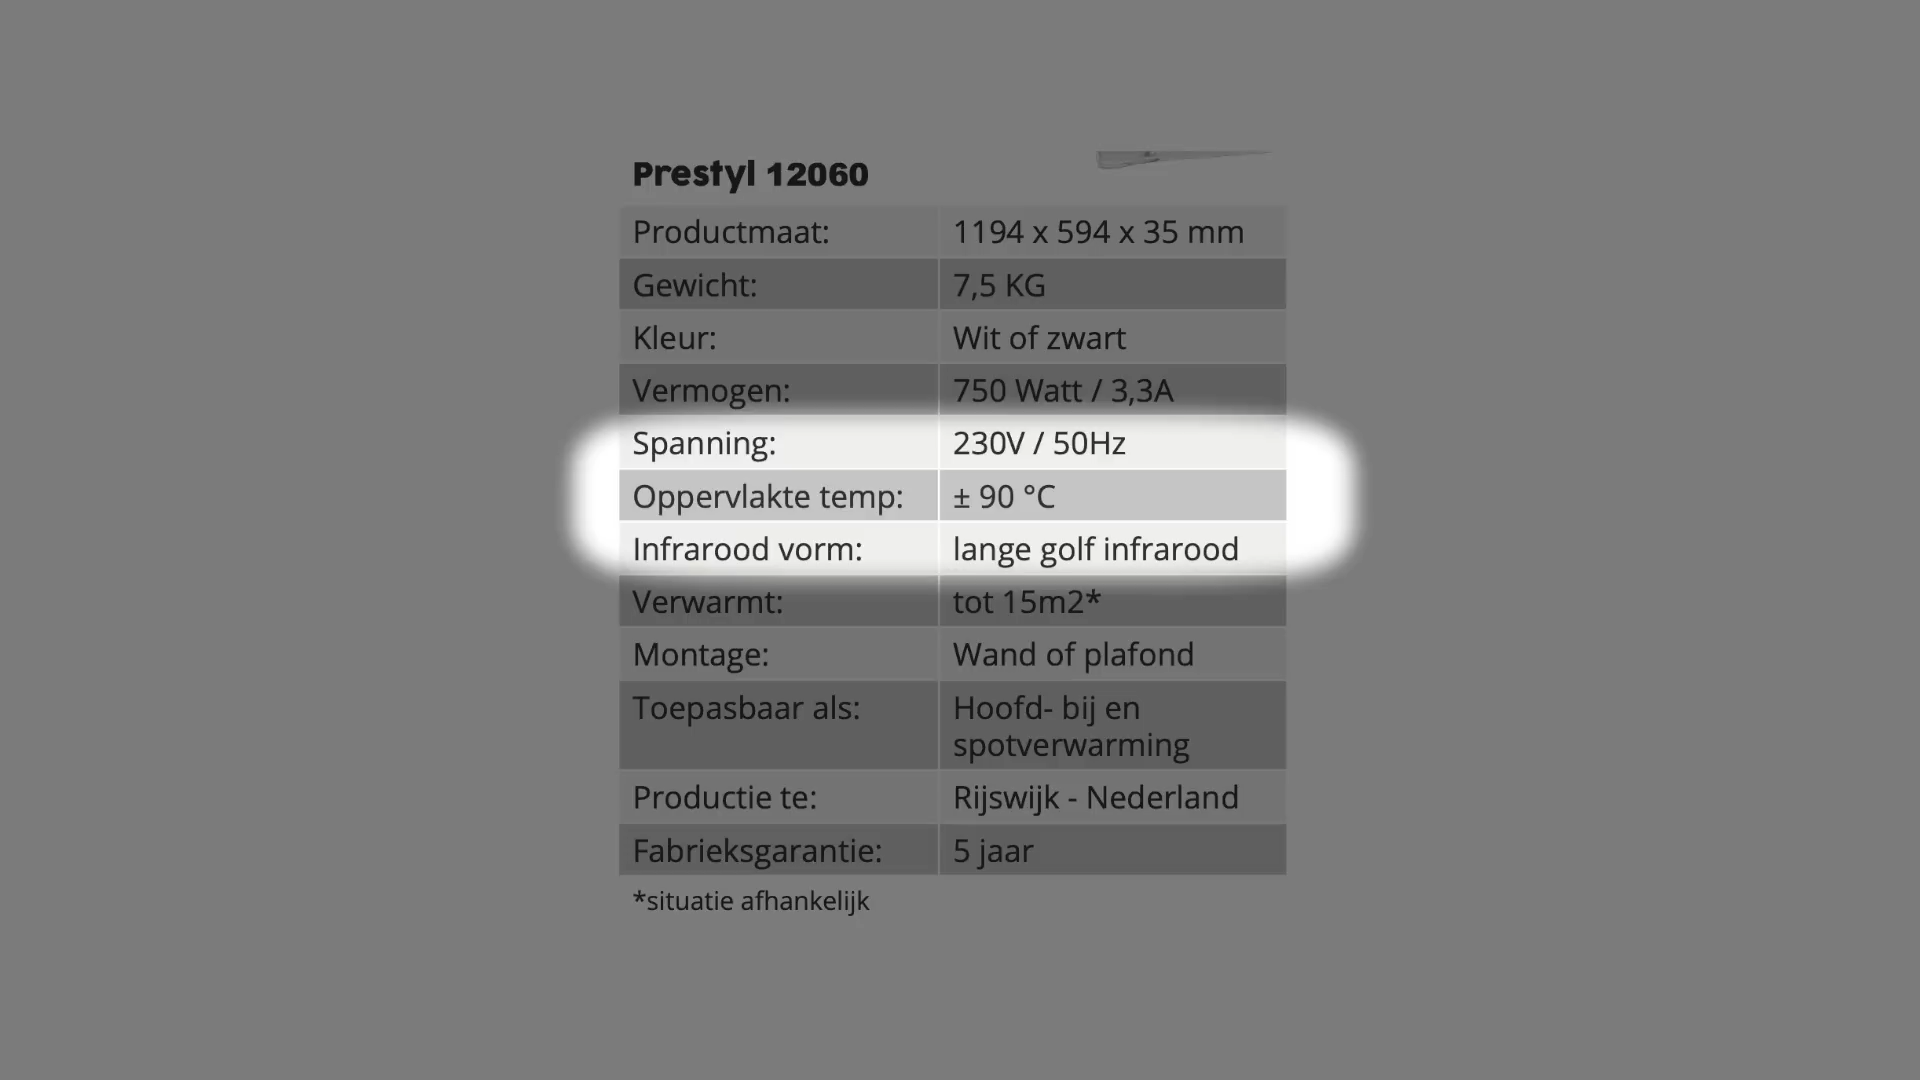 Prestyl 12060
Productmaat: 1194 x 594 x 35 mm
Gewicht: 7,5 KG
Kleur: Wit of zwart
Vermogen: 750 Watt / 3,3A
Spanning: 230V / 50Hz
Oppervlakte temp: ± 90 °C
Infrarood vorm: lange golf infrarood
Verwarmt: tot 15m2*
Montage: Wand of plafond
Toepasbaar als: Hoofd- bij en
spotverwarming
Productie te: Rijswijk - Nederland
Fabrieksgarantie: 5 jaar
*situatie afhankelijk